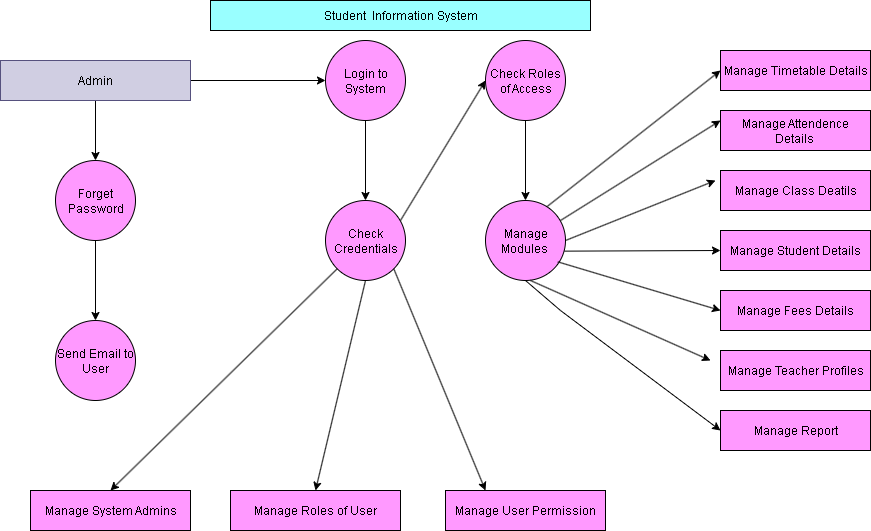 Student Information System
Admin
Login to
System
Check Roles
of Access
Manage Timetable Details
Manage Attendence
Details
Forget
Password
Manage Class Deatils
Check
Credentials
Manage
Modules
Manage Student Details
Manage Fees Details
Send Email to
User
Manage Teacher Profiles
Manage Report
Manage System Admins
Manage Roles of User
Manage User Permission